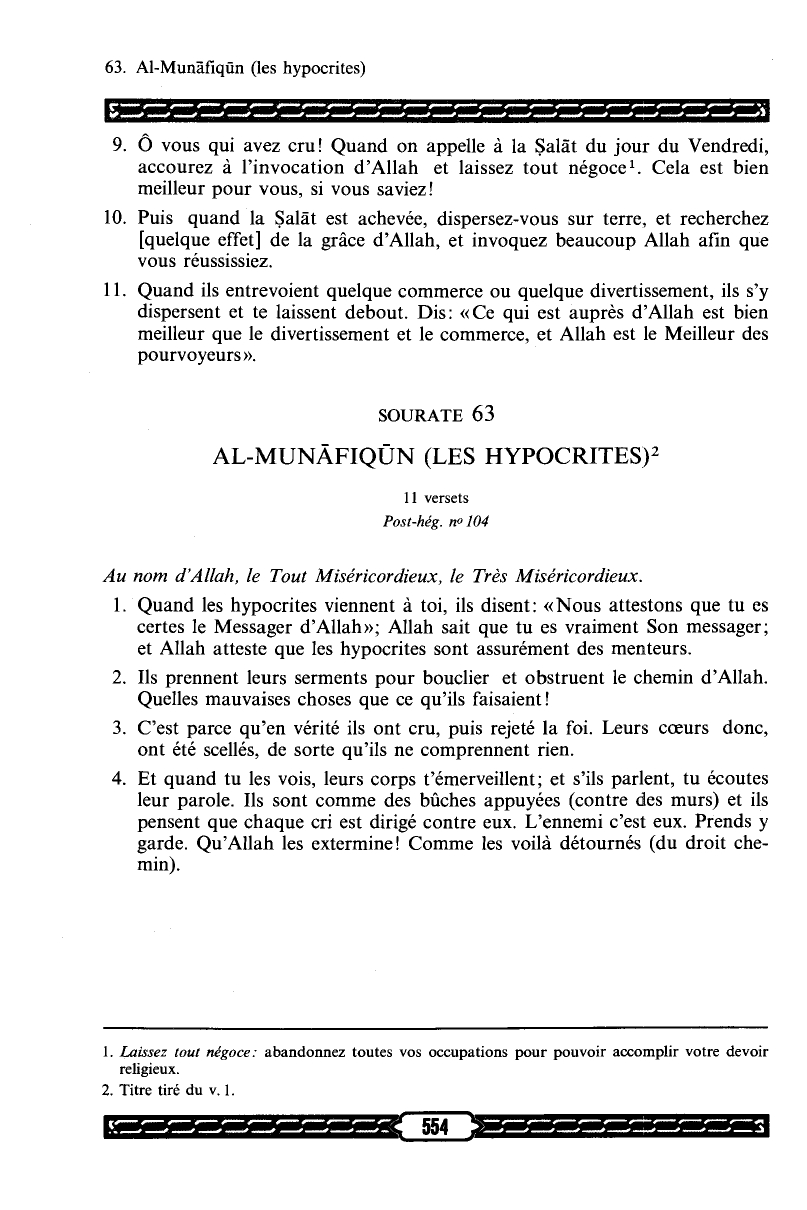 63. Al-Munāfiqūn (les hypocrites)
9. Ô vous qui avez cru! Quand on appelle à la Ṣalāt du jour du Vendredi,
accourez à l'invocation d'Allah et laissez tout négoce¹. Cela est bien
meilleur pour vous, si vous saviez!
10. Puis quand la Ṣalāt est achevée, dispersez-vous sur terre, et recherchez
[quelque effet] de la grâce d'Allah, et invoquez beaucoup Allah afin que
vous réussissiez.
11. Quand ils entrevoient quelque commerce ou quelque divertissement, ils s'y
dispersent et te laissent debout. Dis: «Ce qui est auprès d'Allah est bien
meilleur que le divertissement et le commerce, et Allah est le Meilleur des
pourvoyeurs».
SOURATE 63
AL-MUNĀFIQŪN (LES HYPOCRITES)²
11 versets
Post-hég. nº 104
Au nom d'Allah, le Tout Miséricordieux, le Très Miséricordieux.
1. Quand les hypocrites viennent à toi, ils disent: «Nous attestons que tu es
certes le Messager d'Allah»; Allah sait que tu es vraiment Son messager;
et Allah atteste que les hypocrites sont assurément des menteurs.
2. Ils prennent leurs serments pour bouclier et obstruent le chemin d'Allah.
Quelles mauvaises choses que ce qu'ils faisaient!
3. C'est parce qu'en vérité ils ont cru, puis rejeté la foi. Leurs cœurs donc,
ont été scellés, de sorte qu'ils ne comprennent rien.
4. Et quand tu les vois, leurs corps t'émerveillent; et s'ils parlent, tu écoutes
leur parole. Ils sont comme des bûches appuyées (contre des murs) et ils
pensent que chaque cri est dirigé contre eux. L'ennemi c'est eux. Prends y
garde. Qu'Allah les extermine! Comme les voilà détournés (du droit che-
min).
1. Laissez tout négoce: abandonnez toutes vos occupations pour pouvoir accomplir votre devoir
religieux.
2. Titre tiré du v. 1.
554